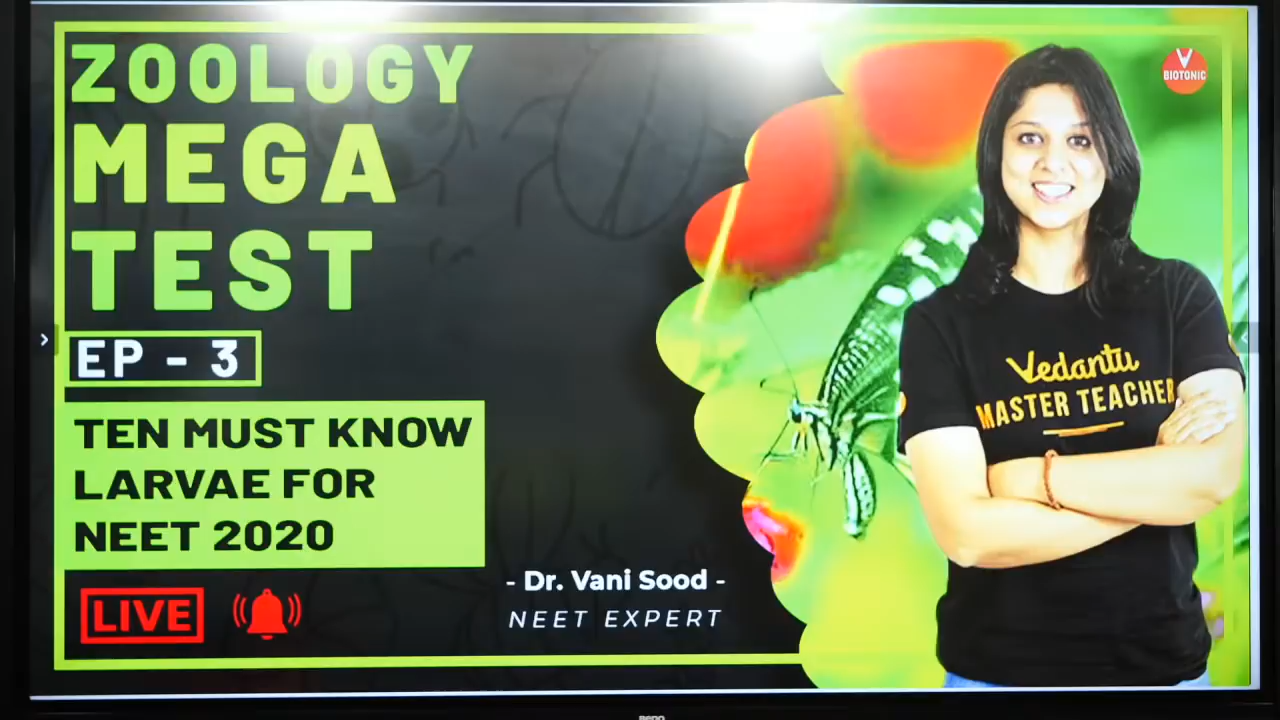 ZOOLOGY
MEGA
TEST
EP - 3
TEN MUST KNOW
LARVAE FOR
NEET 2020
LIVE
- Dr. Vani Sood -
NEET EXPERT
V
BIOTONIC
Vedantu
MASTER TEACHER
BenQ